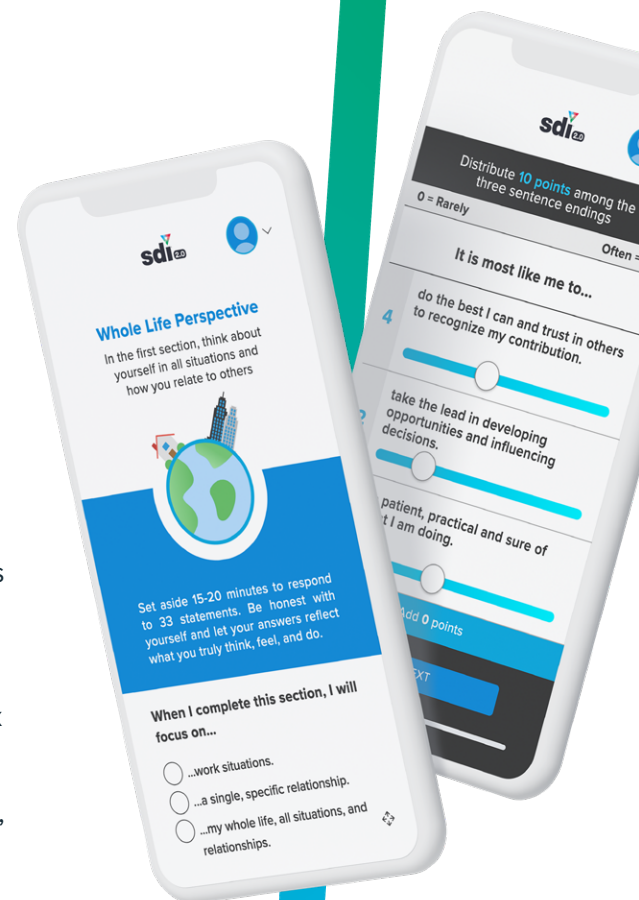 sdi 2.0
Whole Life Perspective
In the first section, think about
yourself in all situations and
how you relate to others
Set aside 15-20 minutes to respond
to 33 statements. Be honest with
yourself and let your answers reflect
what you truly think, feel, and do.
When I complete this section, I will
focus on...
...work situations.
...a single, specific relationship.
...my whole life, all situations, and
relationships.
sdi 2.0
Distribute 10 points among the
three sentence endings
0 = Rarely
Often =
It is most like me to...
4
do the best I can and trust in others
to recognize my contribution.
take the lead in developing
opportunities and influencing
decisions.
patient, practical and sure of
I am doing.
Add 0 points